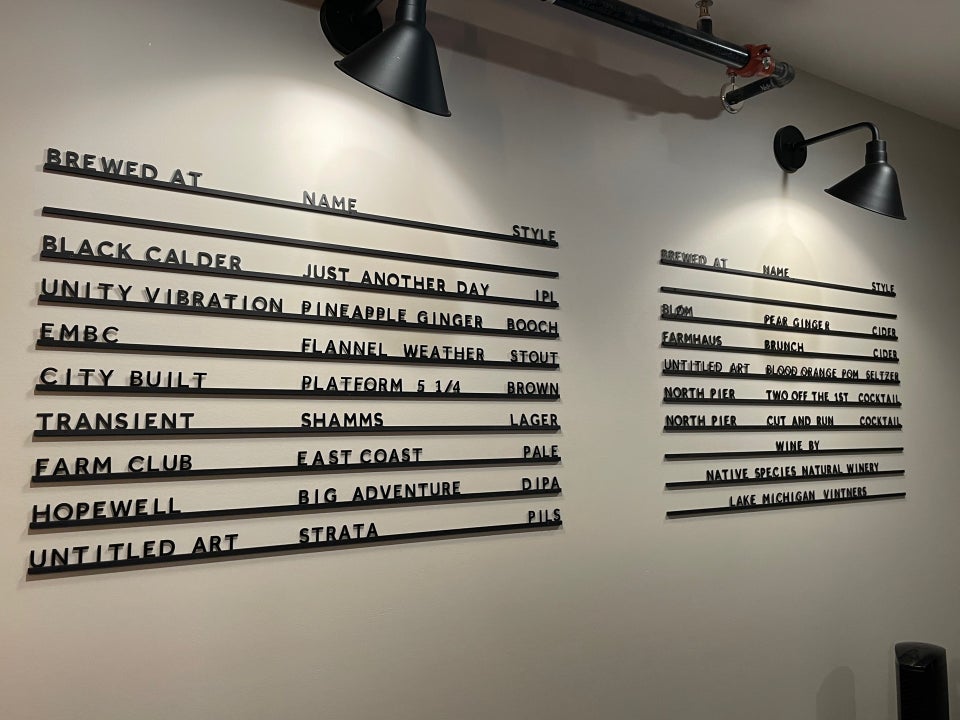 BREWED AT NAME STYLE
BLACK CALDER JUST ANOTHER DAY IPL
UNITY VIBRATION PINEAPPLE GINGER BOOCH
EMBC FLANNEL WEATHER STOUT
CITY BUILT PLATFORM 5 1/4 BROWN
TRANSIENT SHAMMS LAGER
FARM CLUB EAST COAST PALE
HOPEWELL BIG ADVENTURE DIPA
UNTITLED ART STRATA PILS
BREWED AT NAME STYLE
BLØM PEAR GINGER CIDER
FARMHAUS BRUNCH CIDER
UNTITLED ART BLOOD ORANGE POM SELTZER
NORTH PIER TWO OFF THE 1ST COCKTAIL
NORTH PIER CUT AND RUN COCKTAIL
WINE BY
NATIVE SPECIES NATURAL WINERY
LAKE MICHIGAN VINTNERS